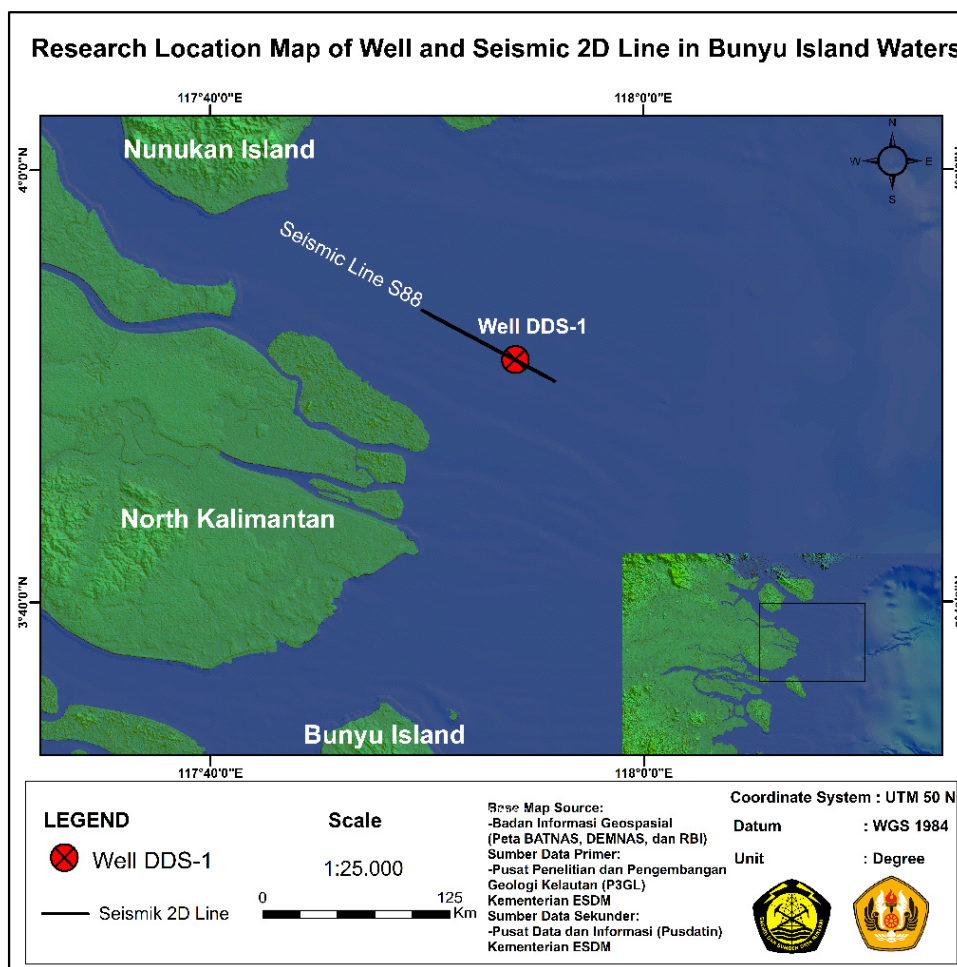 Research Location Map of Well and Seismic 2D Line in Bunyu Island Waters
117°40'0"E
118°0'0"E
Nunukan Island
N
W
E
S
4°0'0"N
Seismic Line S88
Well DDS-1
North Kalimantan
3°40'0"N
Bunyu Island
117°40'0"E
118°0'0"E
LEGEND
Well DDS-1
Seismik 2D Line
Scale
1:25.000
0
125
Km
Base Map Source:
-Badan Informasi Geospasial
(Peta BATNAS, DEMNAS, dan RBI)
Sumber Data Primer:
-Pusat Penelitian dan Pengembangan
Geologi Kelautan (P3GL)
Kementerian ESDM
Sumber Data Sekunder:
-Pusat Data dan Informasi (Pusdatin)
Kementerian ESDM
Coordinate System : UTM 50 N
Datum : WGS 1984
Unit : Degree